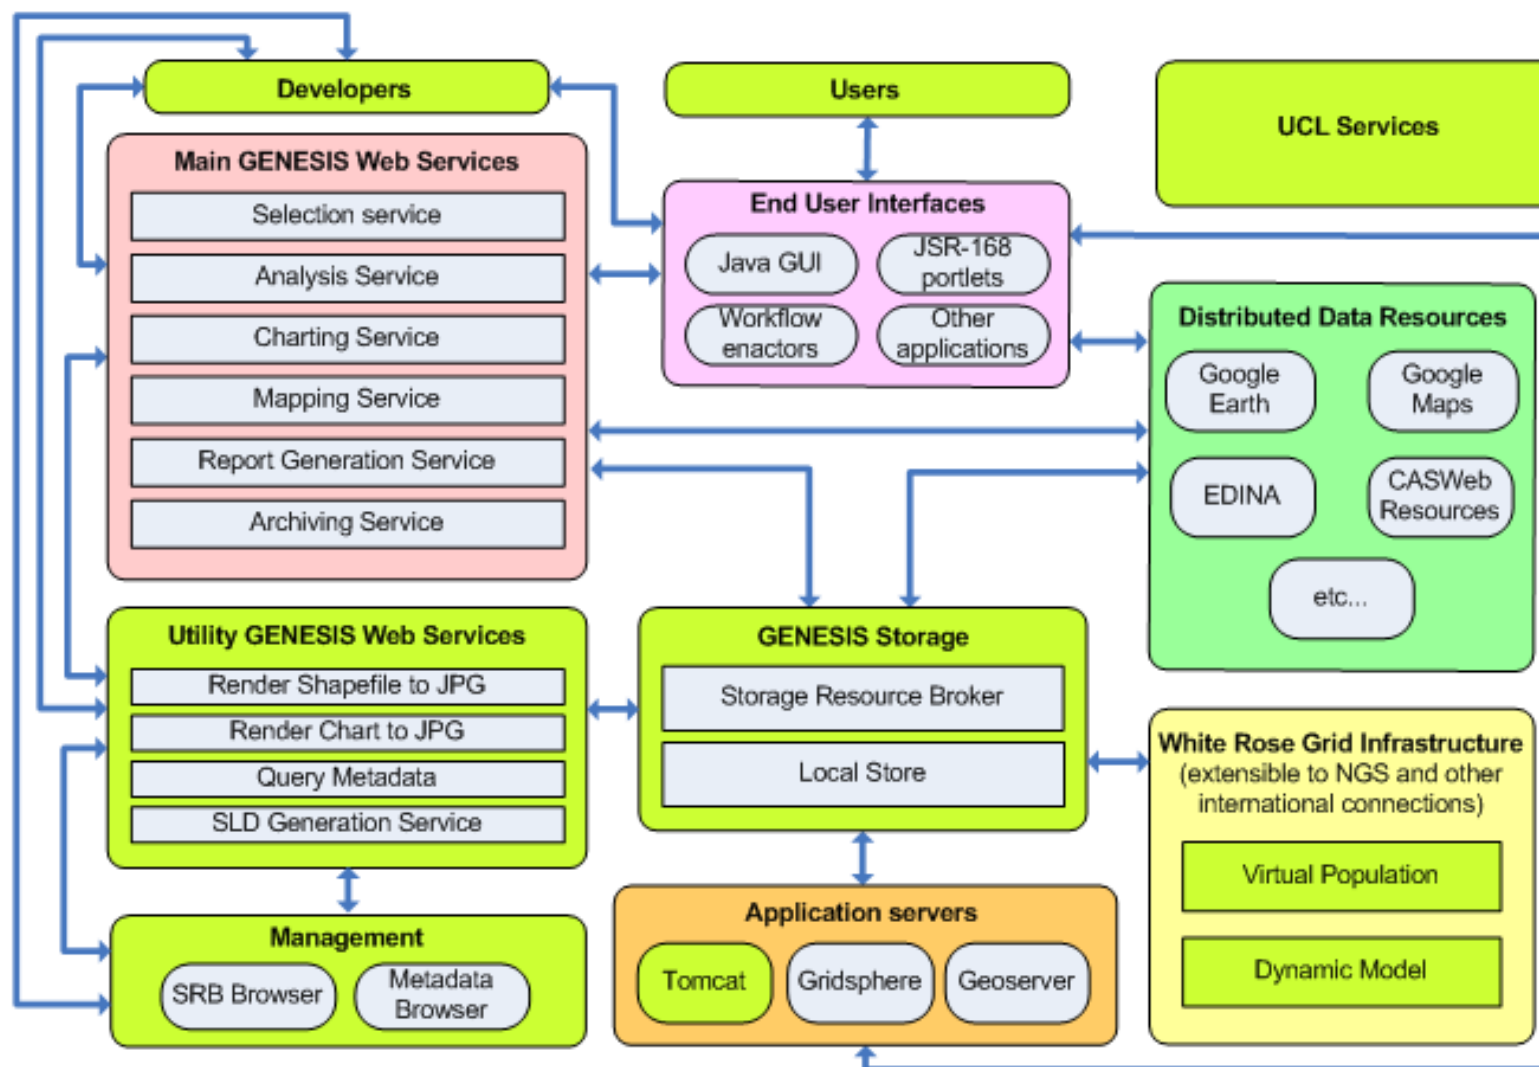 Developers
Users
UCL Services
Main GENESIS Web Services
Selection service
Analysis Service
Charting Service
Mapping Service
Report Generation Service
Archiving Service
End User Interfaces
Java GUI
JSR-168
portlets
Workflow
enactors
Other
applications
Distributed Data Resources
Google
Earth
Google
Maps
EDINA
CASWeb
Resources
etc...
Utility GENESIS Web Services
Render Shapefile to JPG
Render Chart to JPG
Query Metadata
SLD Generation Service
GENESIS Storage
Storage Resource Broker
Local Store
White Rose Grid Infrastructure
(extensible to NGS and other
international connections)
Virtual Population
Dynamic Model
Management
SRB Browser
Metadada
Browser
Application servers
Tomcat
Gridsphere
Geoserver